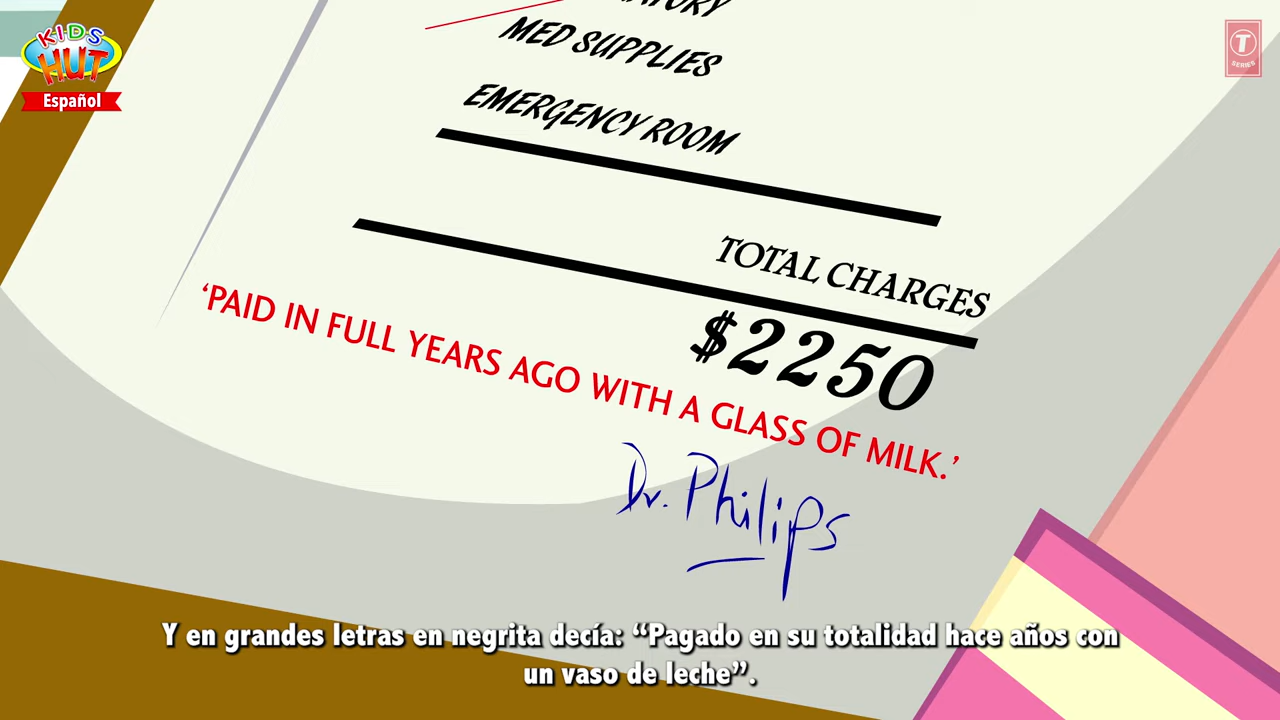 KIDS
HUT
Español
T
SERIES
MED SUPPLIES
EMERGENCY ROOM
TOTAL CHARGES
$2250
‘PAID IN FULL YEARS AGO WITH A GLASS OF MILK.’
Dr. Philips
Y en grandes letras en negrita decía: “Pagado en su totalidad hace años con
un vaso de leche”.